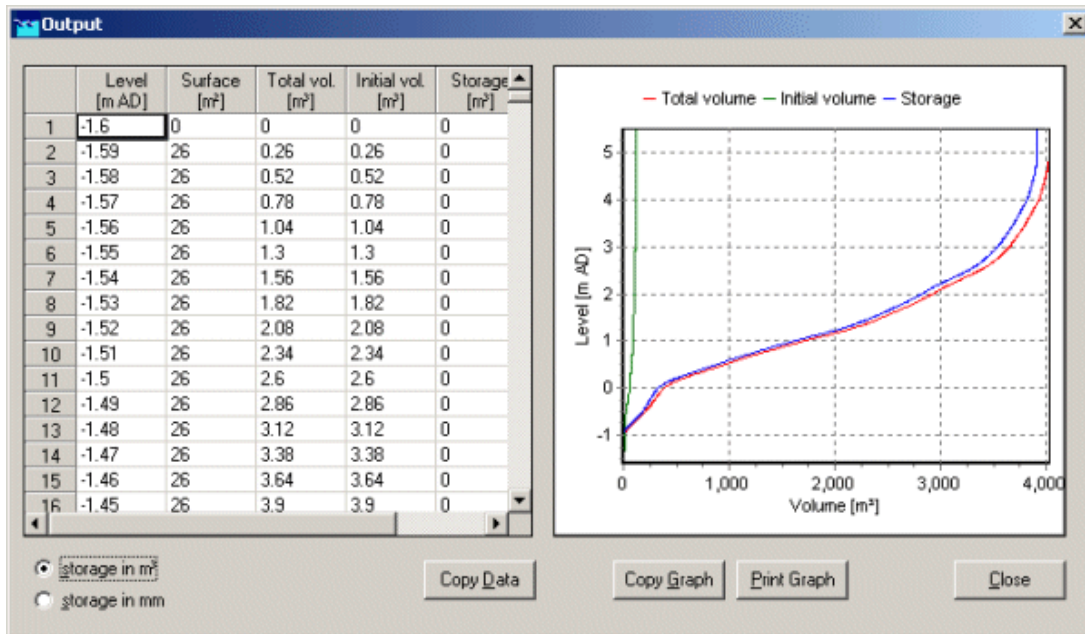 Output
Level Surface Total vol. Initial vol. Storage
[m AD] [m²] [m³] [m³] [m³]
1 -1.6 0 0 0 0
2 -1.59 26 0.26 0.26 0
3 -1.58 26 0.52 0.52 0
4 -1.57 26 0.78 0.78 0
5 -1.56 26 1.04 1.04 0
6 -1.55 26 1.3 1.3 0
7 -1.54 26 1.56 1.56 0
8 -1.53 26 1.82 1.82 0
9 -1.52 26 2.08 2.08 0
10 -1.51 26 2.34 2.34 0
11 -1.5 26 2.6 2.6 0
12 -1.49 26 2.86 2.86 0
13 -1.48 26 3.12 3.12 0
14 -1.47 26 3.38 3.38 0
15 -1.46 26 3.64 3.64 0
16 -1.45 26 3.9 3.9 0
Total volume Initial volume Storage
Level [m AD]
5
4
3
2
1
0
-1
0 1,000 2,000 3,000 4,000
Volume [m³]
storage in m³
storage in mm
Copy Data
Copy Graph
Print Graph
Close